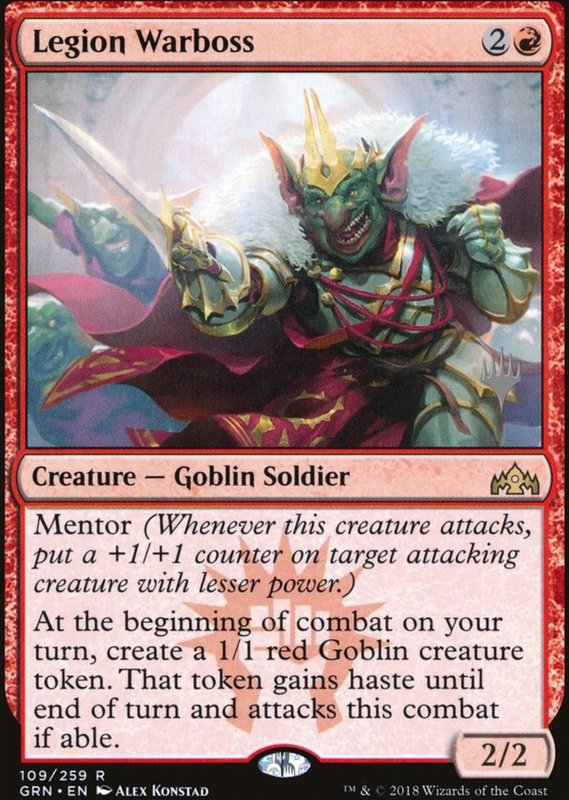 Legion Warboss 2
Creature — Goblin Soldier
Mentor (Whenever this creature attacks,
put a +1/+1 counter on target attacking
creature with lesser power.)
At the beginning of combat on your
turn, create a 1/1 red Goblin creature
token. That token gains haste until
end of turn and attacks this combat
if able.
2/2
109/259 R
GRN • EN Alex Konstad
™ & © 2018 Wizards of the Coast